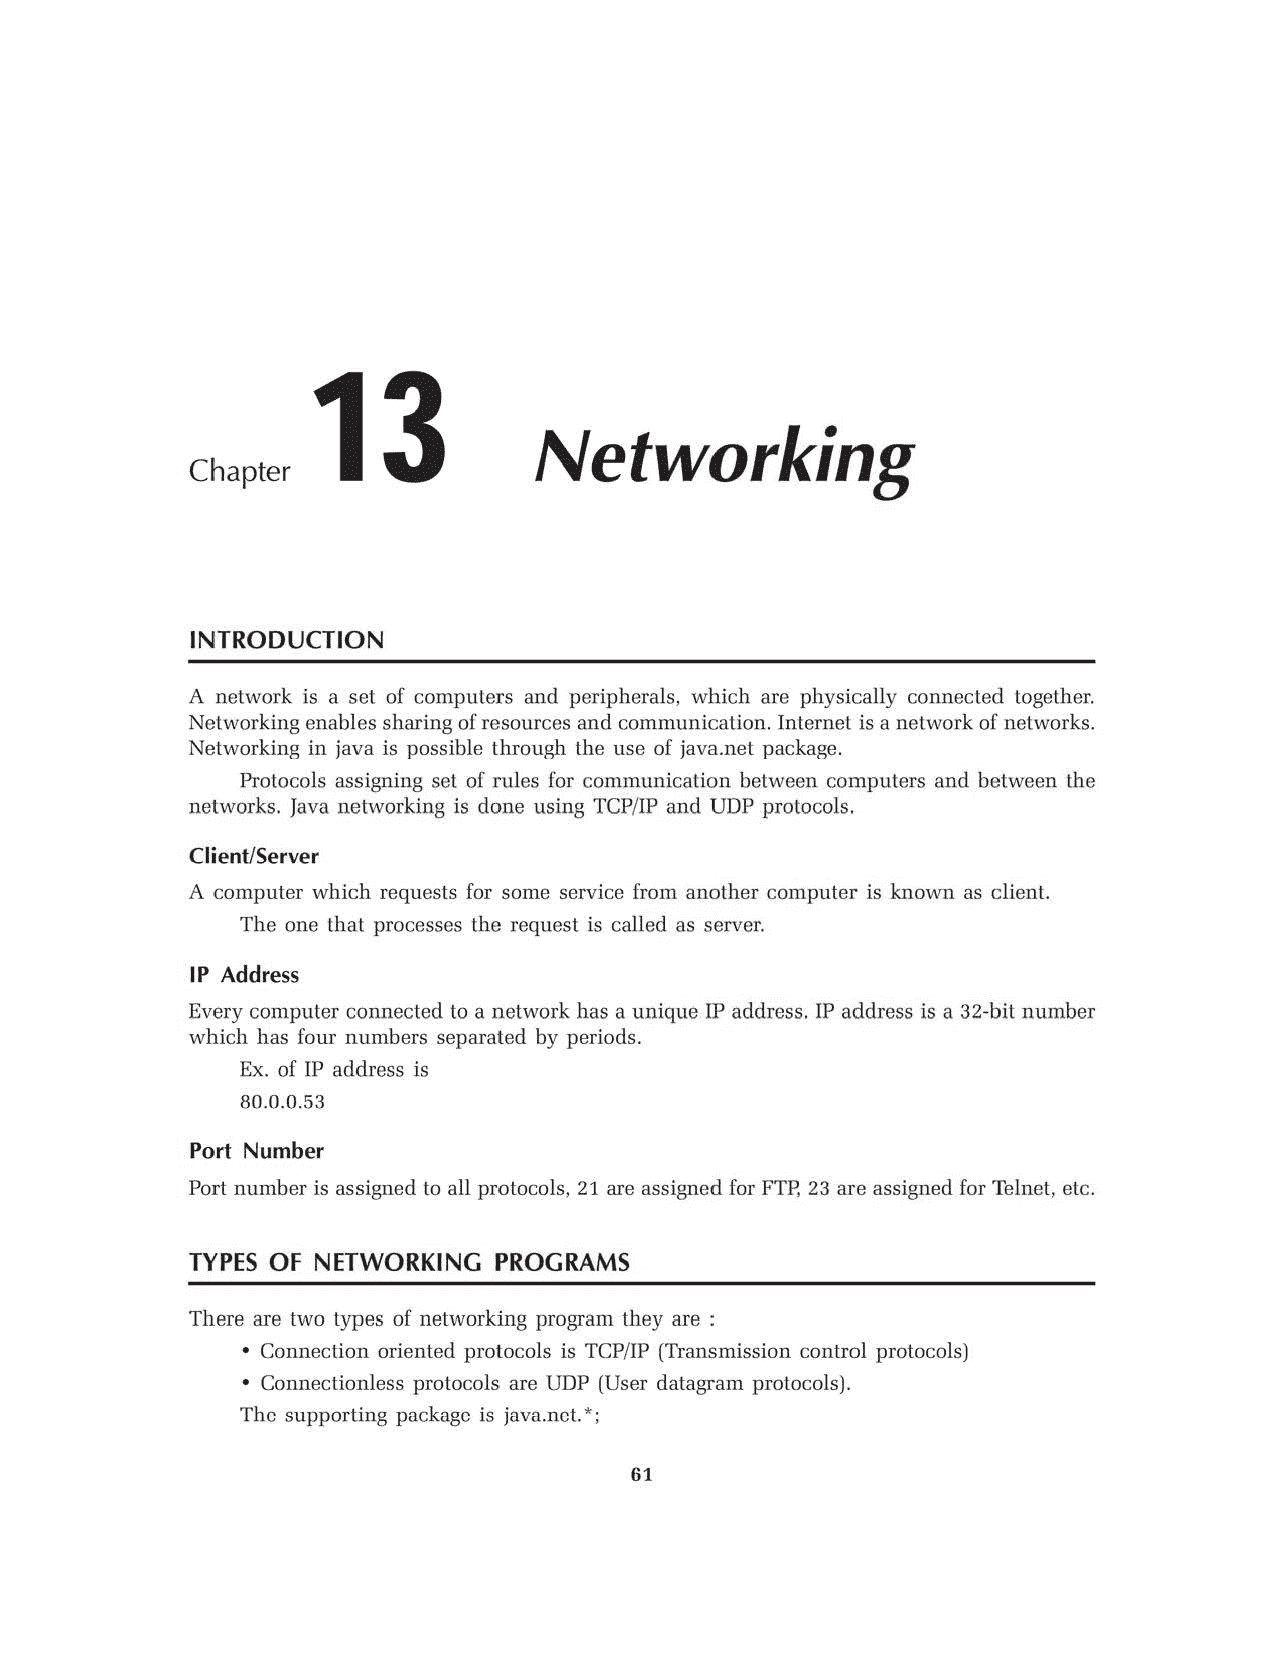 Chapter 13 Networking
INTRODUCTION
A network is a set of computers and peripherals, which are physically connected together.
Networking enables sharing of resources and communication. Internet is a network of networks.
Networking in java is possible through the use of java.net package.
Protocols assigning set of rules for communication between computers and between the
networks. Java networking is done using TCP/IP and UDP protocols.
Client/Server
A computer which requests for some service from another computer is known as client.
The one that processes the request is called as server.
IP Address
Every computer connected to a network has a unique IP address. IP address is a 32-bit number
which has four numbers separated by periods.
Ex. of IP address is
80.0.0.53
Port Number
Port number is assigned to all protocols, 21 are assigned for FTP, 23 are assigned for Telnet, etc.
TYPES OF NETWORKING PROGRAMS
There are two types of networking program they are :
• Connection oriented protocols is TCP/IP (Transmission control protocols)
• Connectionless protocols are UDP (User datagram protocols).
The supporting package is java.net.*;
61